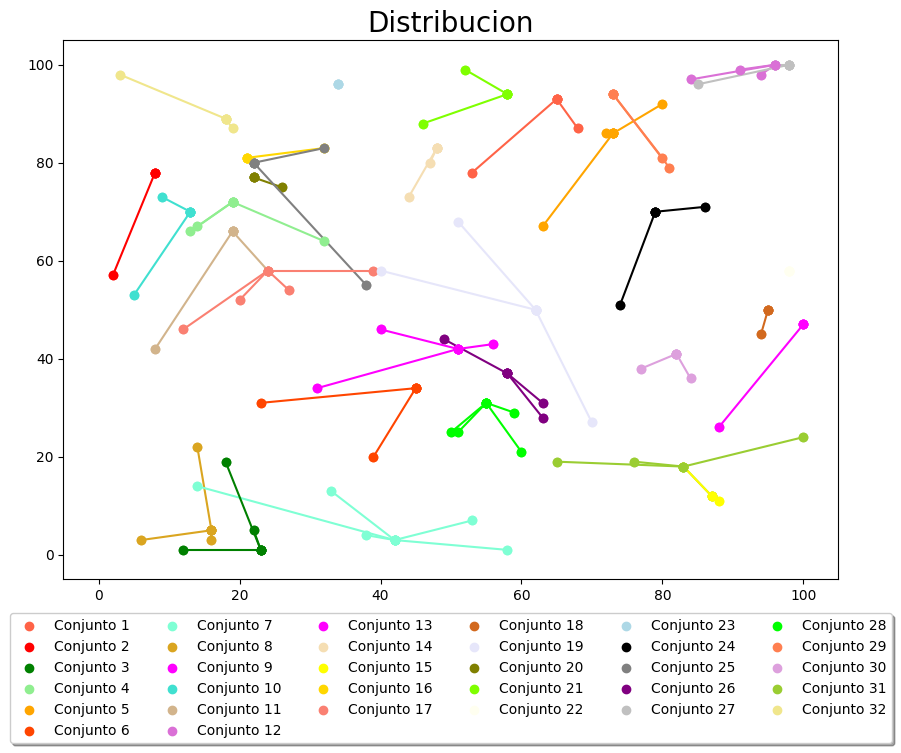 Distribucion
100
80
60
40
20
0
0 20 40 60 80 100
Conjunto 1 Conjunto 7 Conjunto 13 Conjunto 18 Conjunto 23 Conjunto 28
Conjunto 2 Conjunto 8 Conjunto 14 Conjunto 19 Conjunto 24 Conjunto 29
Conjunto 3 Conjunto 9 Conjunto 15 Conjunto 20 Conjunto 25 Conjunto 30
Conjunto 4 Conjunto 10 Conjunto 16 Conjunto 21 Conjunto 26 Conjunto 31
Conjunto 5 Conjunto 11 Conjunto 17 Conjunto 22 Conjunto 27 Conjunto 32
Conjunto 6 Conjunto 12